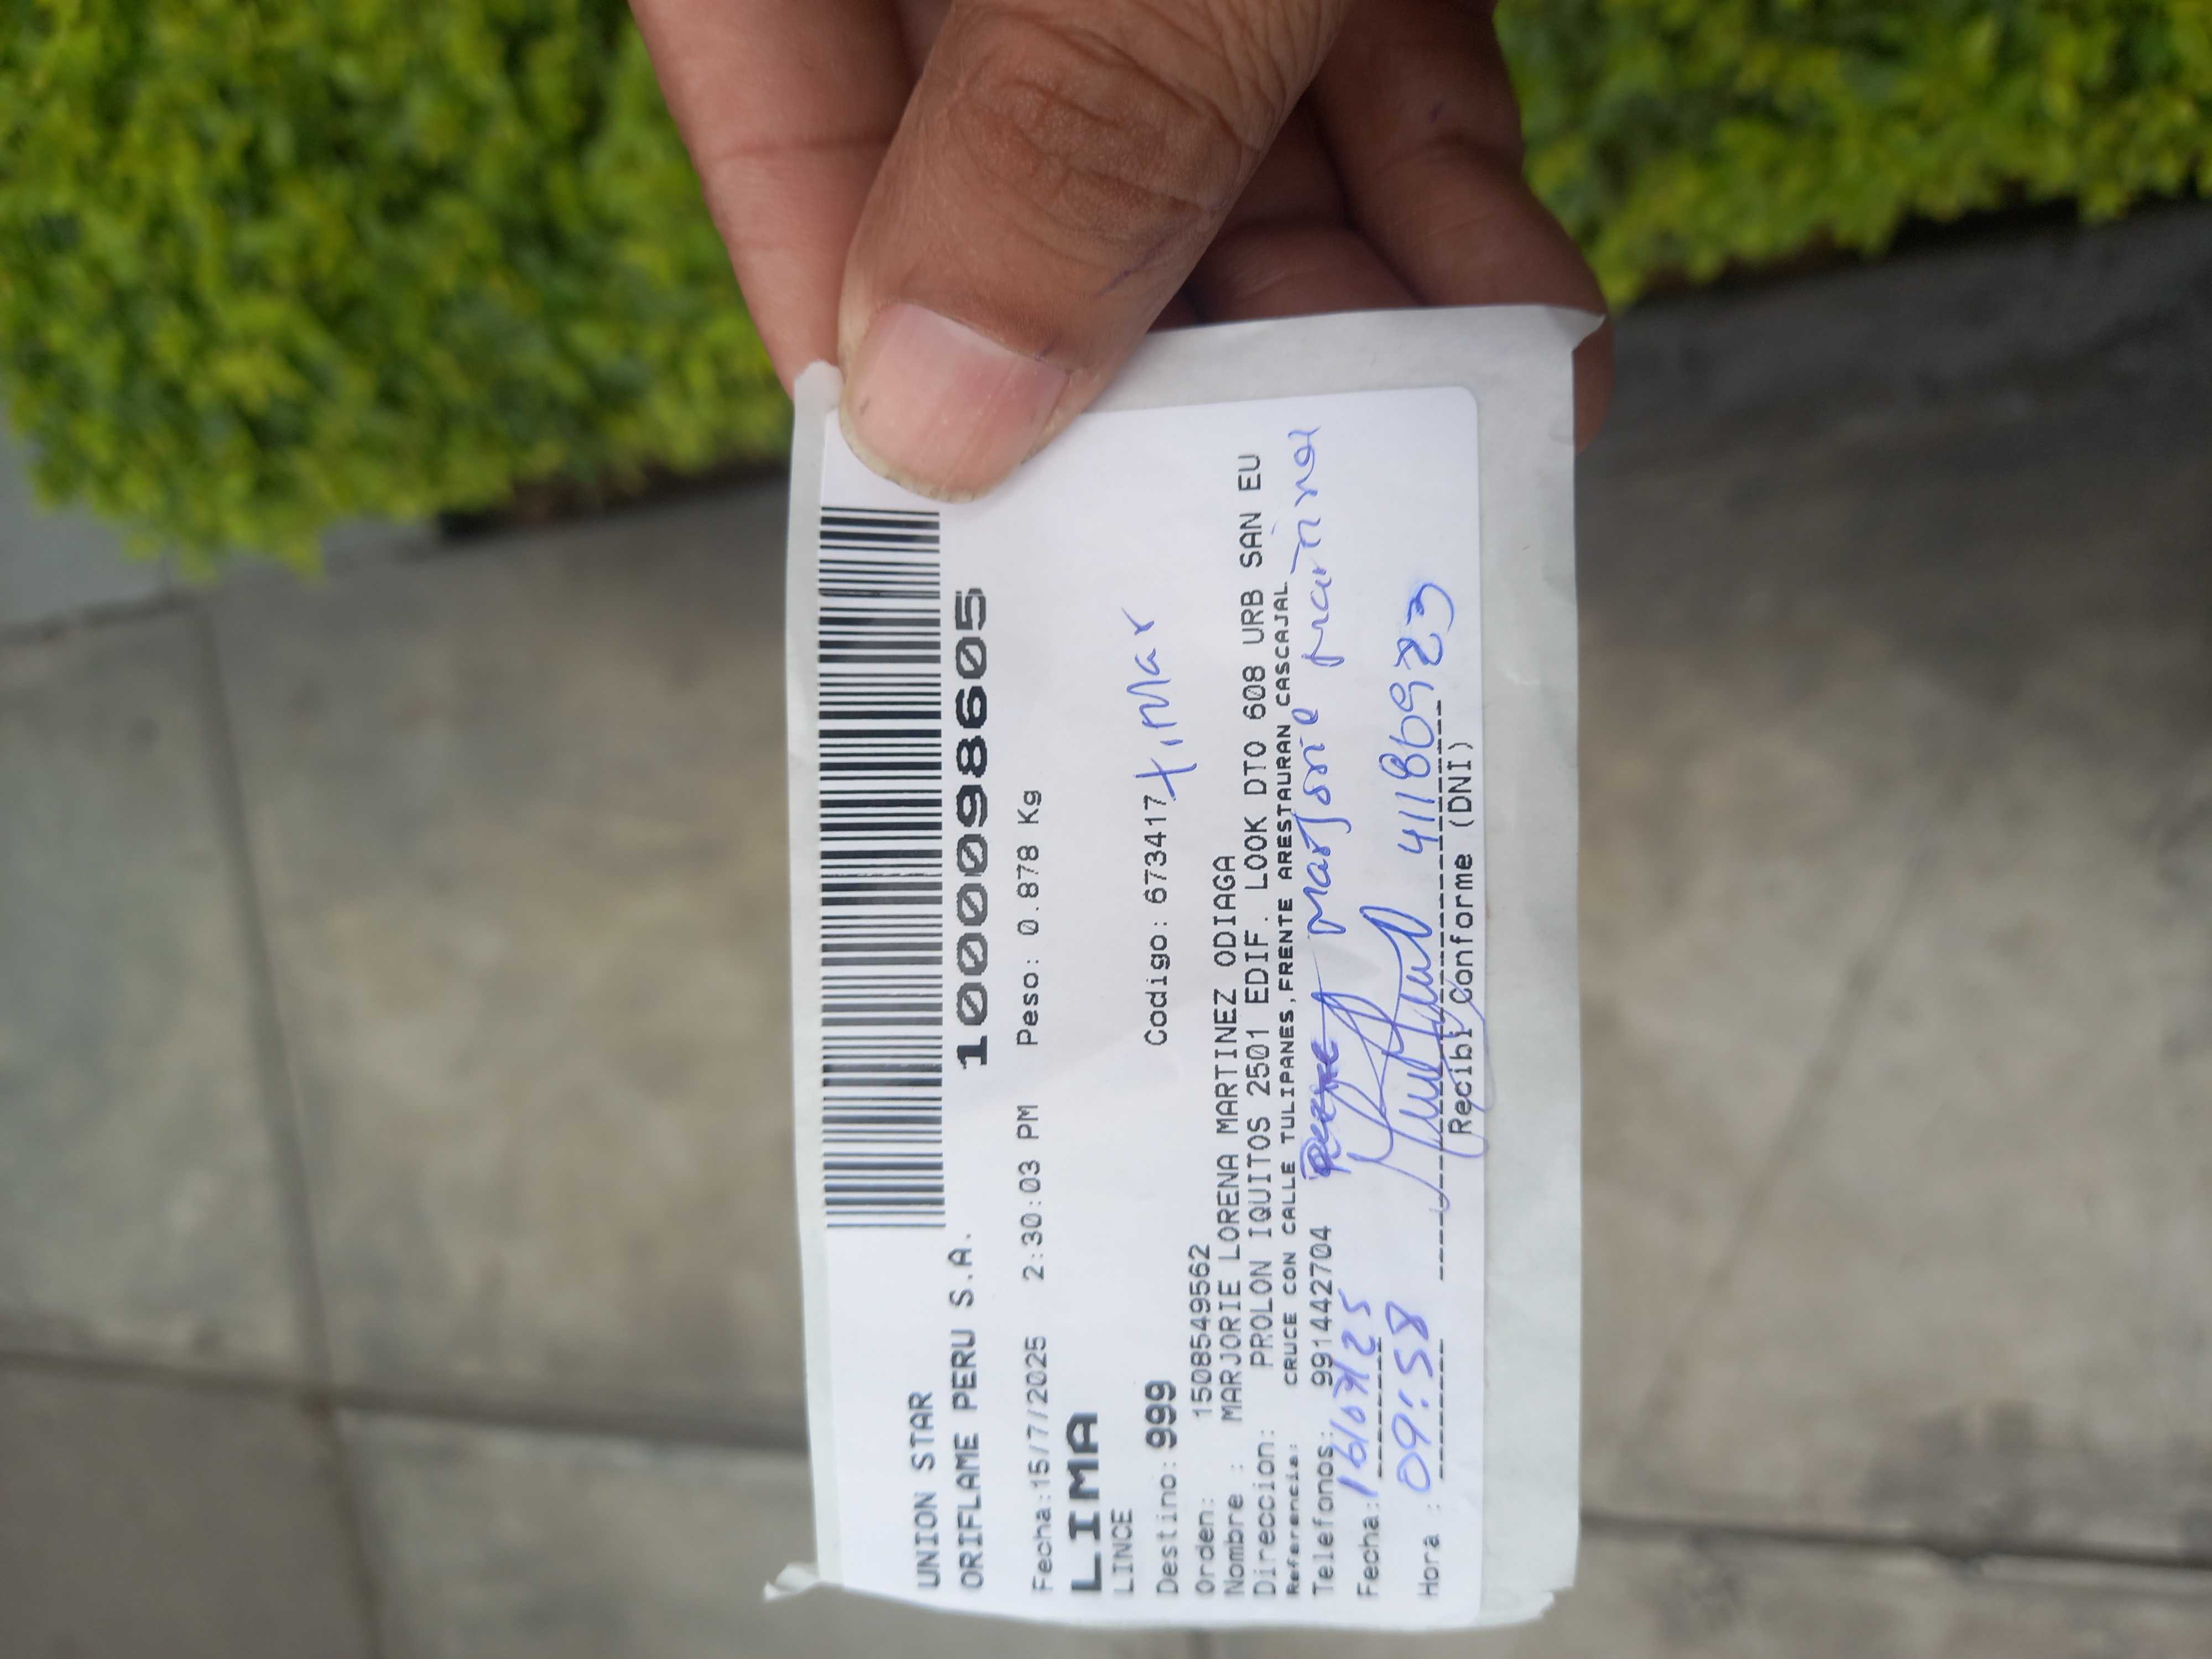 UNION STAR
ORIFLAME PERU S.A. 10000098605
Fecha:15/7/2025 2:30:03 PM Peso: 0.878 Kg
LIMA
LINCE
Destino: 999 Codigo: 673417
Orden: 1508549562
Nombre : MARJORIE LORENA MARTINEZ ODIAGA
Direccion: PROLON IQUITOS 2501 EDIF. LOOK DTO 608 URB SAN EU
Referencia: CRUCE CON CALLE TULIPANES,FRENTE ARESTAURAN CASCAJAL
Telefonos: 991442704
Fecha: 16/07/25 Marjorie
Hora : 09:58 41186923
Recibi Conforme (DNI)